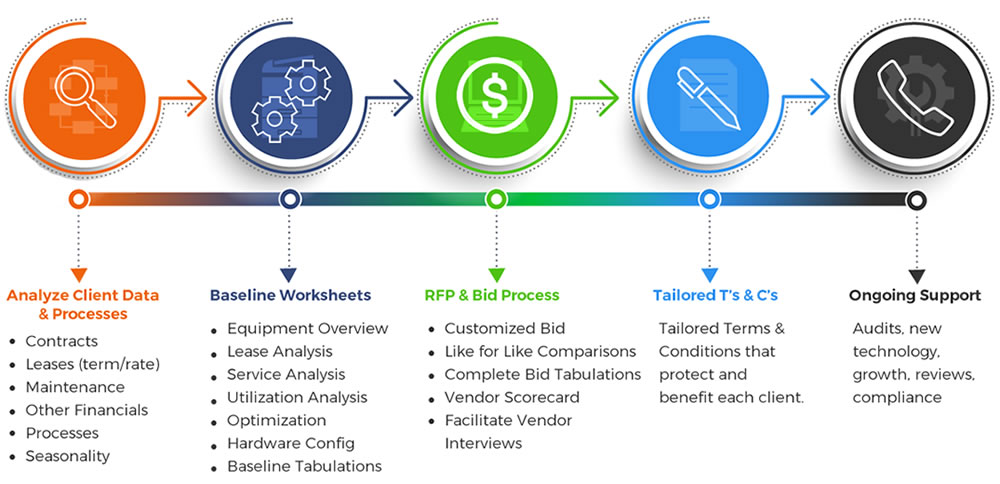 $
Analyze Client Data
& Processes
Contracts
Leases (term/rate)
Maintenance
Other Financials
Processes
Seasonality
Baseline Worksheets
Equipment Overview
Lease Analysis
Service Analysis
Utilization Analysis
Optimization
Hardware Config
Baseline Tabulations
RFP & Bid Process
Customized Bid
Like for Like Comparisons
Complete Bid Tabulations
Vendor Scorecard
Facilitate Vendor
Interviews
Tailored T's & C's
Tailored Terms &
Conditions that
protect and
benefit each client.
Ongoing Support
Audits, new
technology,
growth, reviews,
compliance